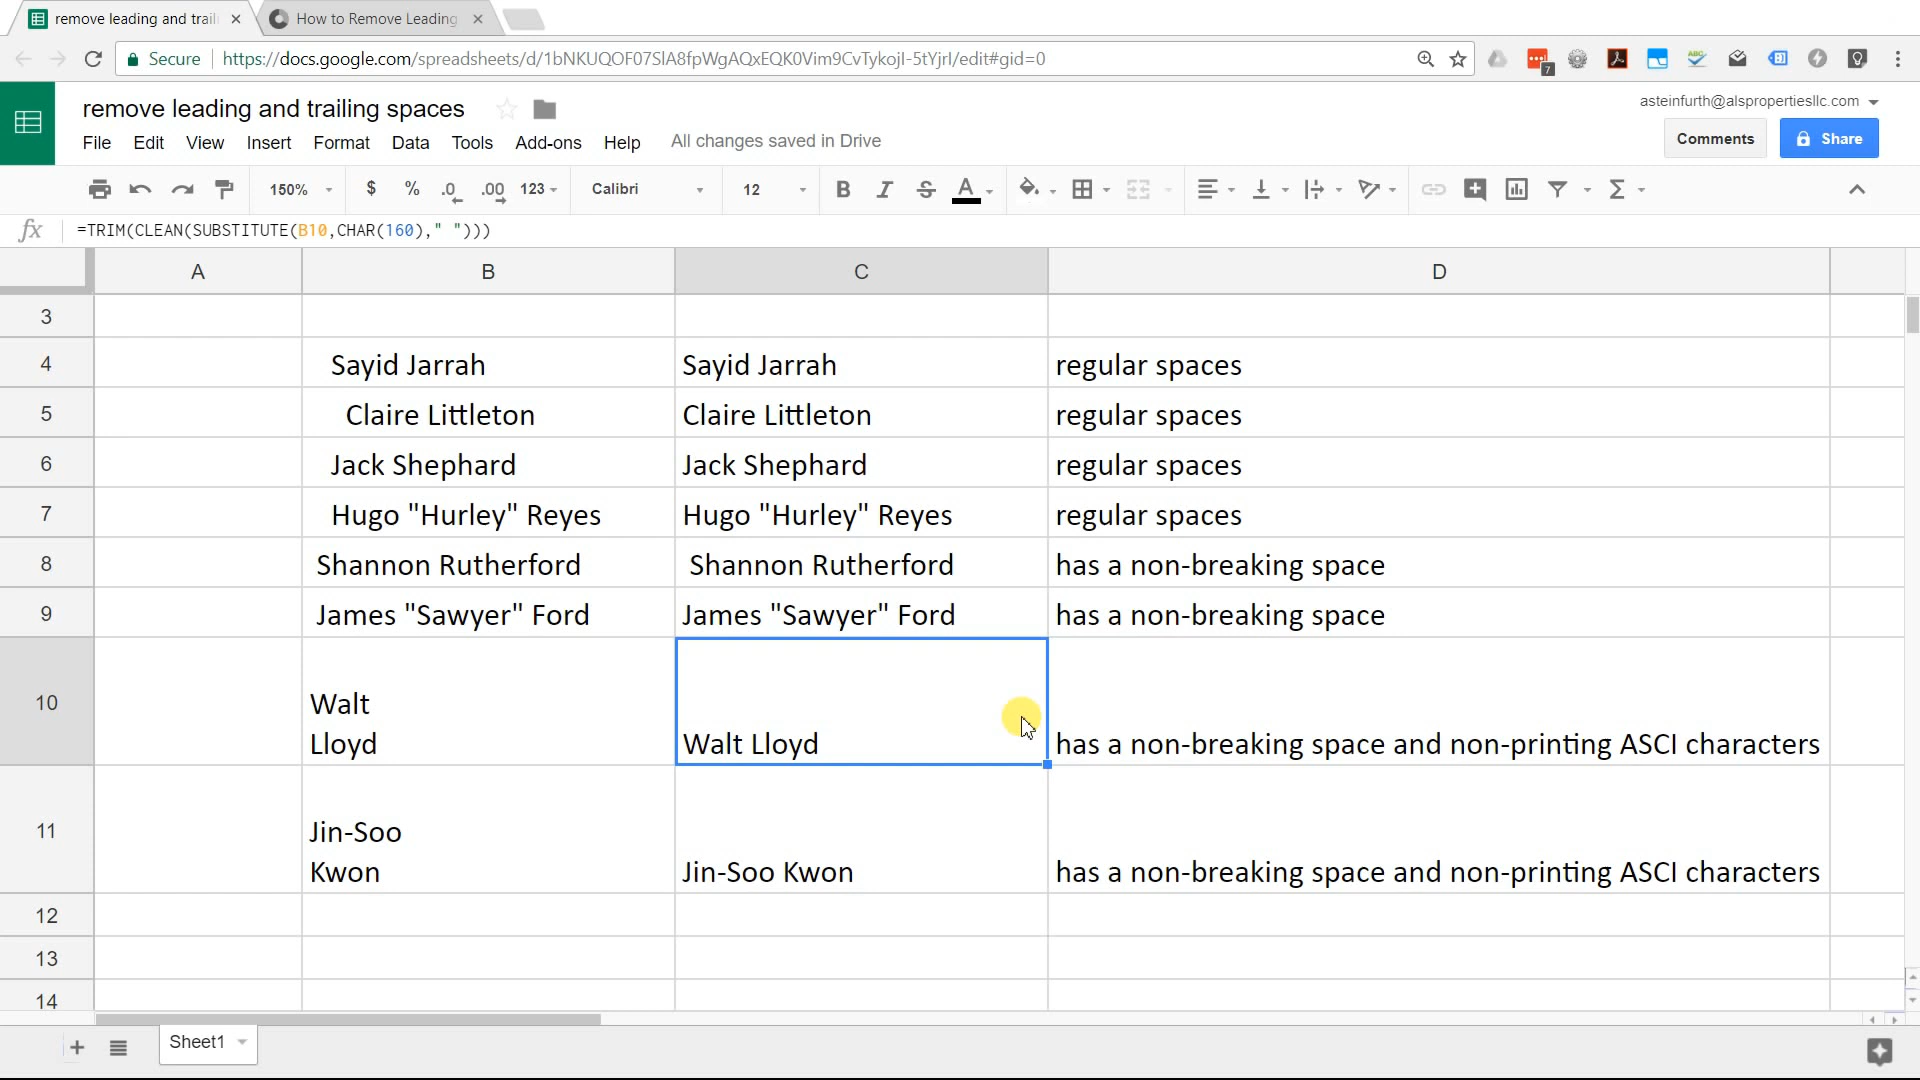 remove leading and trail
How to Remove Leading
Secure
https://docs.google.com/spreadsheets/d/1bNKUQOF07SlA8fpWgAQxEQK0Vim9CvTykojI-5tYjrI/edit#gid=0
7
remove leading and trailing spaces
asteinfurth@alspropertiesllc.com
File Edit View Insert Format Data Tools Add-ons Help All changes saved in Drive
Comments Share
150% $ % .0 .00 123 Calibri 12 B I S A Σ
fx =TRIM(CLEAN(SUBSTITUTE(B10,CHAR(160)," ")))
A B C D
3
4 Sayid Jarrah Sayid Jarrah regular spaces
5 Claire Littleton Claire Littleton regular spaces
6 Jack Shephard Jack Shephard regular spaces
7 Hugo "Hurley" Reyes Hugo "Hurley" Reyes regular spaces
8 Shannon Rutherford Shannon Rutherford has a non-breaking space
9 James "Sawyer" Ford James "Sawyer" Ford has a non-breaking space
10 Walt
Lloyd Walt Lloyd has a non-breaking space and non-printing ASCI characters
11 Jin-Soo
Kwon Jin-Soo Kwon has a non-breaking space and non-printing ASCI characters
12
13
14
Sheet1